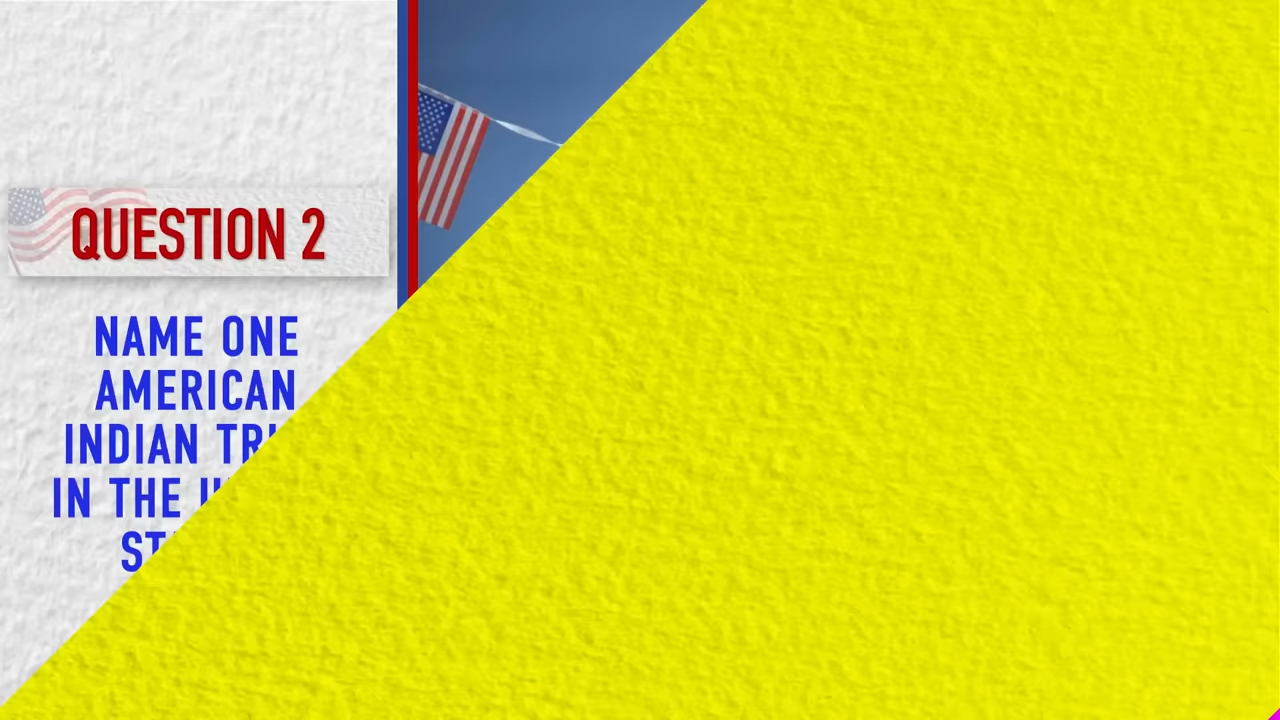 QUESTION 2
NAME ONE
AMERICAN
INDIAN
IN THE